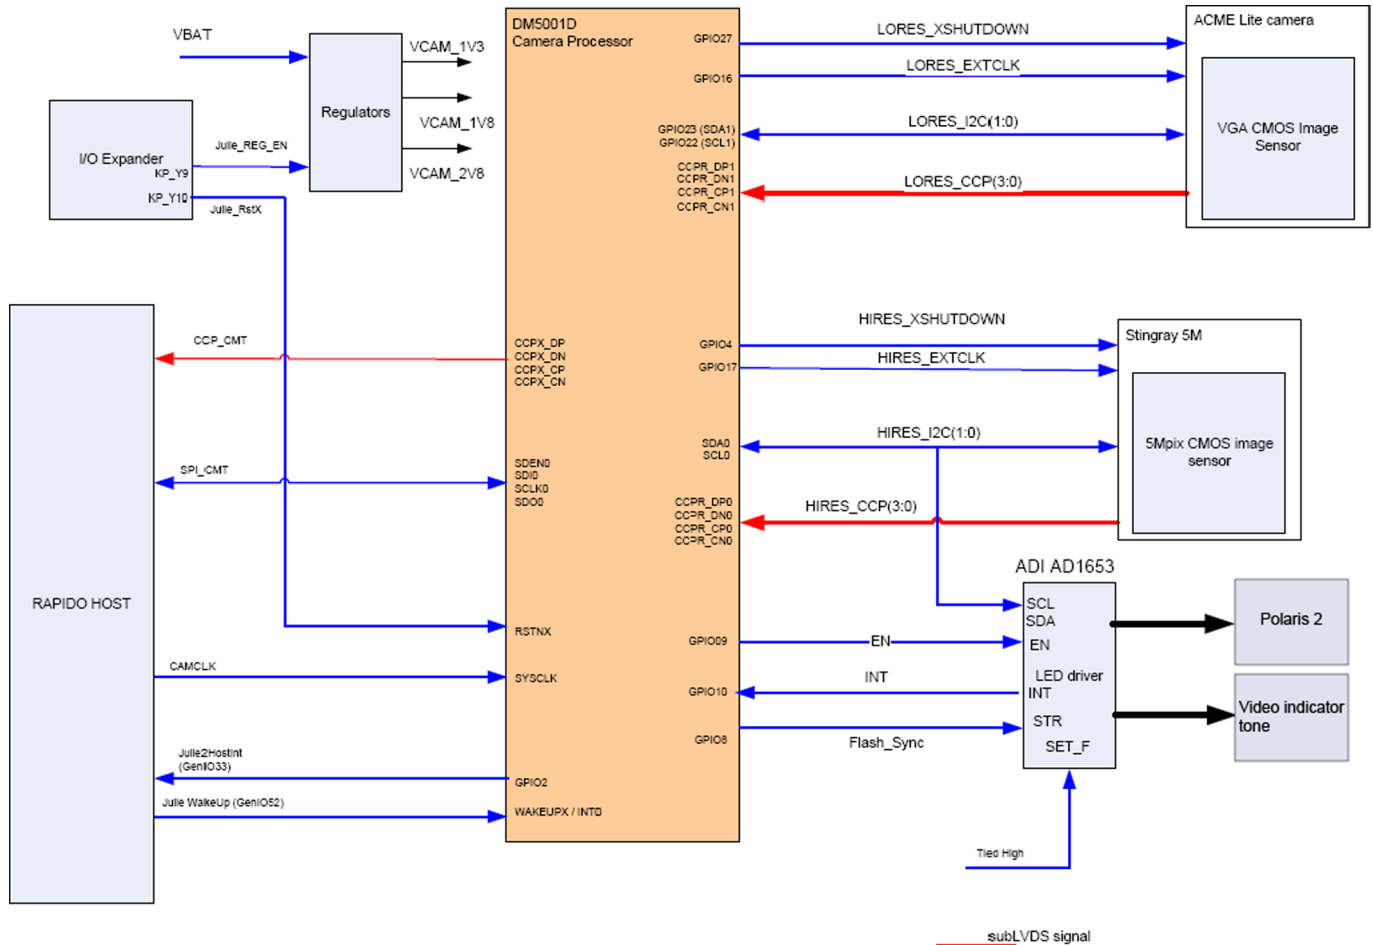 VBAT
Regulators
VCAM_1V3
VCAM_1V8
VCAM_2V8
I/O Expander
KP_Y9
KP_Y10
Julie_REG_EN
Julie_RstX
DM5001D
Camera Processor
GPIO27
GPIO16
GPIO23 (SDA1)
GPIO22 (SCL1)
CCPR_DP1
CCPR_DN1
CCPR_CP1
CCPR_CN1
LORES_XSHUTDOWN
LORES_EXTCLK
LORES_I2C(1:0)
LORES_CCP(3:0)
ACME Lite camera
VGA CMOS Image
Sensor
RAPIDO HOST
CCP_CMT
SPI_CMT
CAMCLK
Julie2HostInt
(GenIO33)
Julie WakeUp (GenIO52)
CCPX_DP
CCPX_DN
CCPX_CP
CCPX_CN
SDEN0
SDI0
SCLK0
SDO0
RSTNX
SYSCLK
GPIO2
WAKEUPX / INT0
GPIO4
GPIO17
SDA0
SCL0
CCPR_DP0
CCPR_DN0
CCPR_CP0
CCPR_CN0
GPIO09
GPIO10
GPIO8
HIRES_XSHUTDOWN
HIRES_EXTCLK
HIRES_I2C(1:0)
HIRES_CCP(3:0)
Stingray 5M
5Mpix CMOS image
sensor
EN
INT
Flash_Sync
ADI AD1653
SCL
SDA
EN
LED driver
INT
STR
SET_F
Polaris 2
Video indicator
tone
Tied High
subLVDS signal